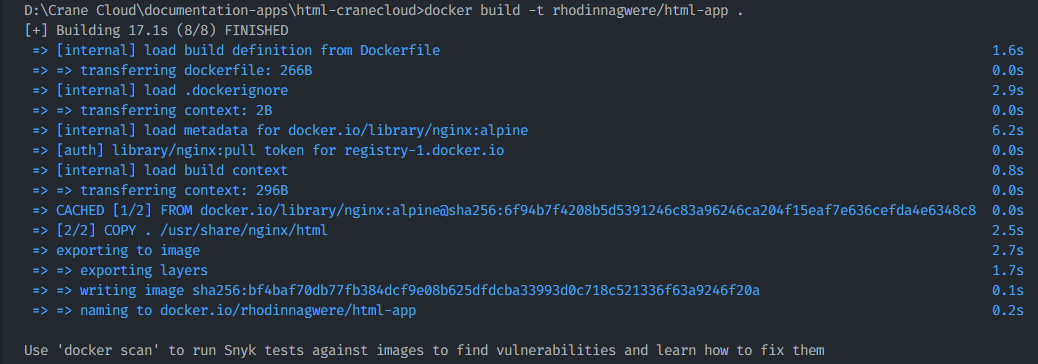 D:\Crane Cloud\documentation-apps\html-cranecloud>docker build -t rhodinnagwere/html-app .
[+] Building 17.1s (8/8) FINISHED
=> [internal] load build definition from Dockerfile 1.6s
=> => transferring dockerfile: 266B 0.0s
=> [internal] load .dockerignore 2.9s
=> => transferring context: 2B 0.0s
=> [internal] load metadata for docker.io/library/nginx:alpine 6.2s
=> [auth] library/nginx:pull token for registry-1.docker.io 0.0s
=> [internal] load build context 0.8s
=> => transferring context: 296B 0.0s
=> CACHED [1/2] FROM docker.io/library/nginx:alpine@sha256:6f94b7f4208b5d5391246c83a96246ca204f15eaf7e636cefda4e6348c8 0.0s
=> [2/2] COPY . /usr/share/nginx/html 2.5s
=> exporting to image 2.7s
=> => exporting layers 1.7s
=> => writing image sha256:bf4baf70db77fb384dcf9e08b625dfdcba33993d0c718c521336f63a9246f20a 0.1s
=> => naming to docker.io/rhodinnagwere/html-app 0.2s
Use 'docker scan' to run Snyk tests against images to find vulnerabilities and learn how to fix them